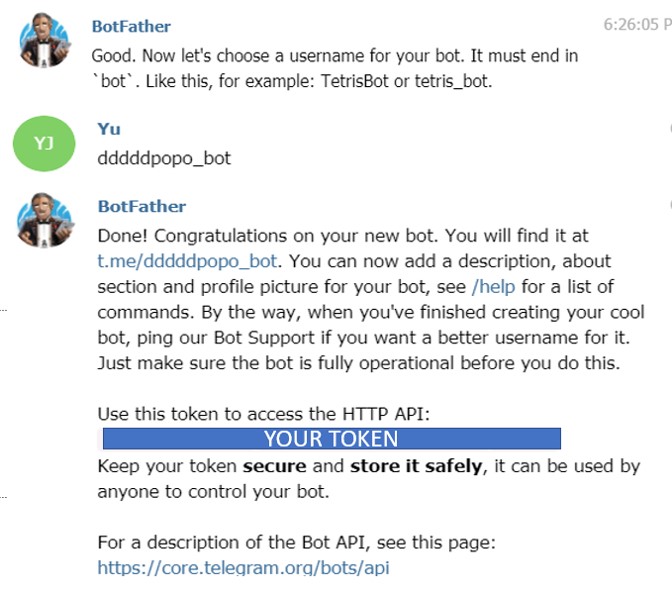 BotFather
6:26:05 P
Good. Now let's choose a username for your bot. It must end in
`bot`. Like this, for example: TetrisBot or tetris_bot.
YJ
Yu
dddddpopo_bot
BotFather
Done! Congratulations on your new bot. You will find it at
t.me/dddddpopo_bot. You can now add a description, about
section and profile picture for your bot, see /help for a list of
commands. By the way, when you've finished creating your cool
bot, ping our Bot Support if you want a better username for it.
Just make sure the bot is fully operational before you do this.
Use this token to access the HTTP API:
YOUR TOKEN
Keep your token secure and store it safely, it can be used by
anyone to control your bot.
For a description of the Bot API, see this page:
https://core.telegram.org/bots/api